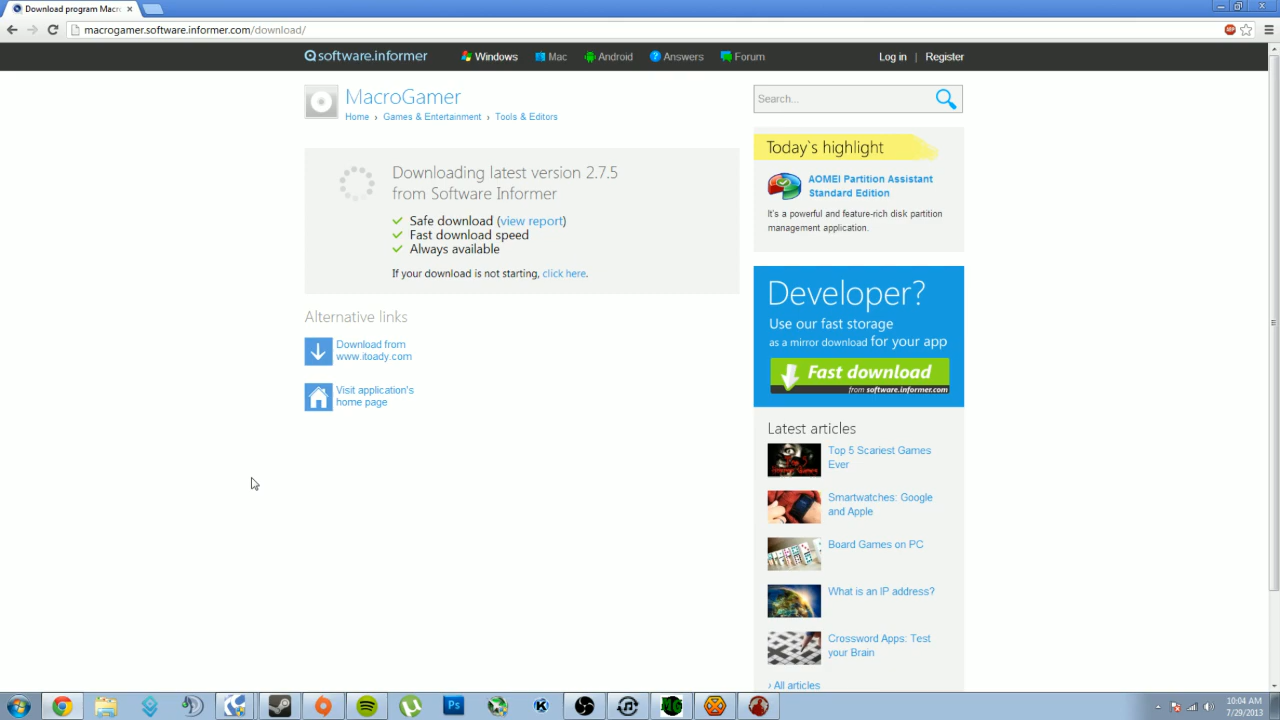 Download program Macro
macrogamer.software.informer.com/download/
software.informer
Windows
Mac
Android
Answers
Forum
Log in | Register
MacroGamer
Home › Games & Entertainment › Tools & Editors
Search...
Downloading latest version 2.7.5
from Software Informer
Safe download (view report)
Fast download speed
Always available
If your download is not starting, click here.
Alternative links
Download from
www.itoady.com
Visit application's
home page
Today`s highlight
AOMEI Partition Assistant
Standard Edition
It's a powerful and feature-rich disk partition
management application.
Developer?
Use our fast storage
as a mirror download for your app
Fast download
from software.informer.com
Latest articles
Top 5 Scariest Games
Ever
Smartwatches: Google
and Apple
Board Games on PC
What is an IP address?
Crossword Apps: Test
your Brain
› All articles
Ps
10:04 AM
7/29/2013